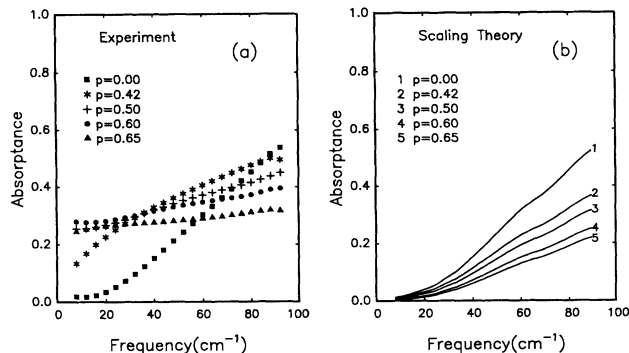 Experiment
(a)
p=0.00
p=0.42
p=0.50
p=0.60
p=0.65
Absorptance
1.0
0.8
0.6
0.4
0.2
0.0
0 20 40 60 80 100
Frequency(cm⁻¹)
Scaling Theory
(b)
1 p=0.00
2 p=0.42
3 p=0.50
4 p=0.60
5 p=0.65
Absorptance
1.0
0.8
0.6
0.4
0.2
0.0
1
2
3
4
5
0 20 40 60 80 100
Frequency(cm⁻¹)